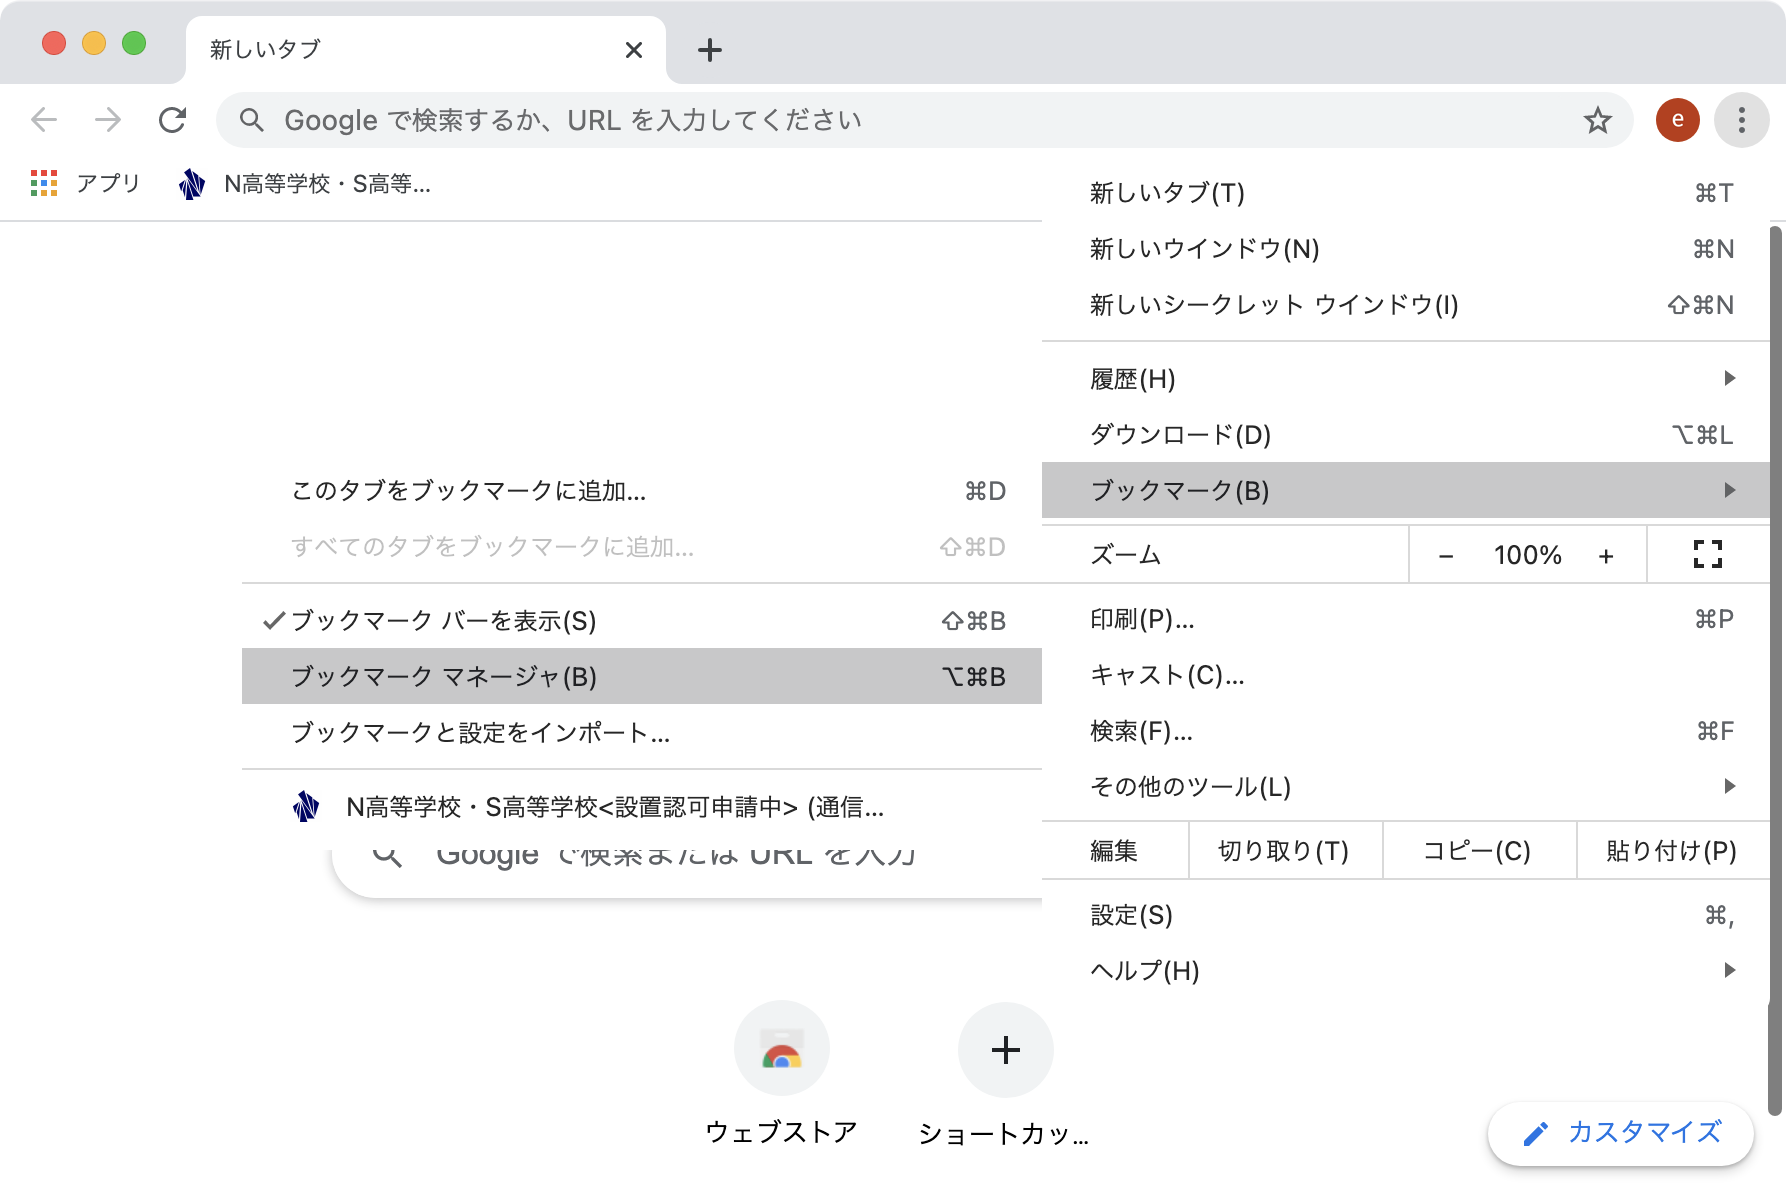 新しいタブ
Google で検索するか、URL を入力してください
e
アプリ
N高等学校・S高等...
新しいタブ(T) ⌘T
新しいウインドウ(N) ⌘N
新しいシークレット ウインドウ(I) ⇧⌘N
履歴(H)
ダウンロード(D) ⌥⌘L
ブックマーク(B)
ズーム − 100% +
印刷(P)... ⌘P
キャスト(C)...
検索(F)... ⌘F
その他のツール(L)
編集 切り取り(T) コピー(C) 貼り付け(P)
設定(S) ⌘,
ヘルプ(H)
このタブをブックマークに追加... ⌘D
すべてのタブをブックマークに追加... ⇧⌘D
ブックマーク バーを表示(S) ⇧⌘B
ブックマーク マネージャ(B) ⌥⌘B
ブックマークと設定をインポート...
N高等学校・S高等学校<設置認可申請中> (通信...
Google で検索または URL を入力
ウェブストア
ショートカッ...
カスタマイズ